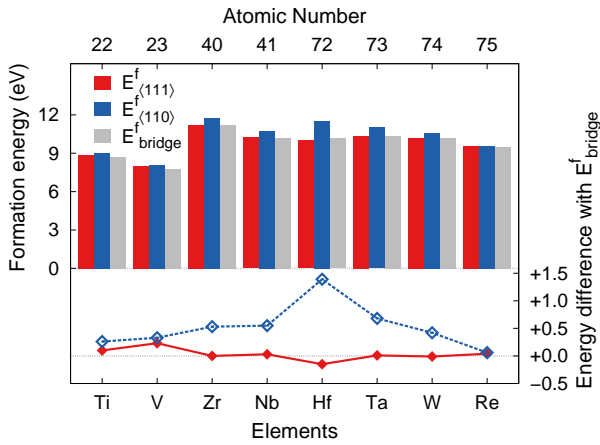 Atomic Number
22 23 40 41 72 73 74 75
Formation energy (eV)
12
9
6
3
0
E^f_⟨111⟩
E^f_⟨110⟩
E^f_bridge
Energy difference with E^f_bridge
+1.5
+1.0
+0.5
+0.0
−0.5
Ti V Zr Nb Hf Ta W Re
Elements